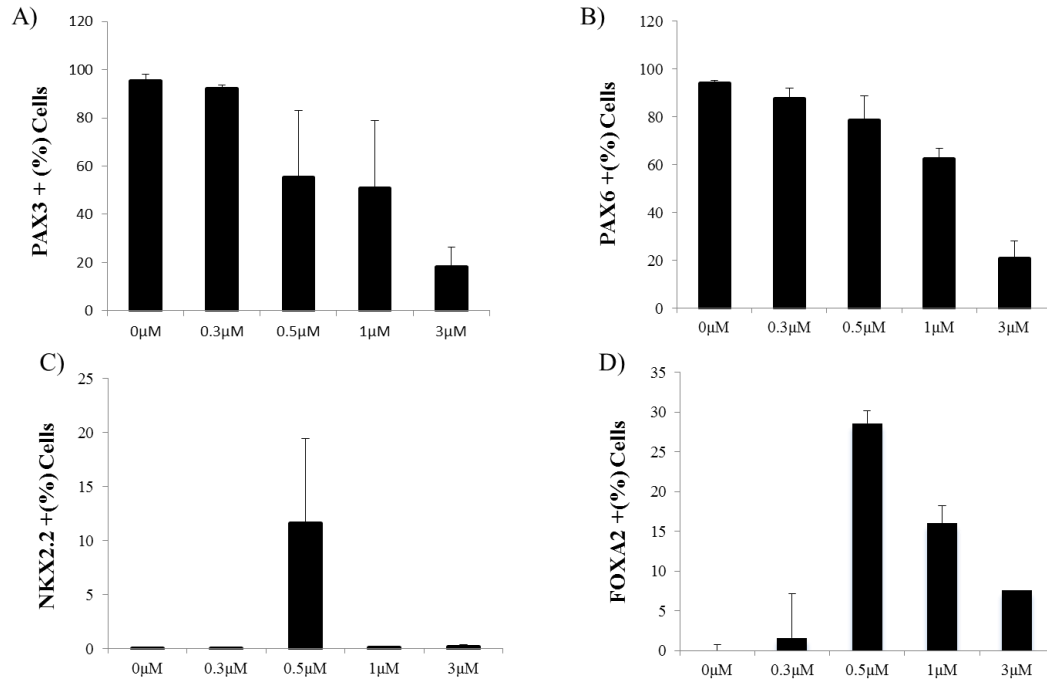 A)
PAX3 + (%) Cells
120
100
80
60
40
20
0
0µM 0.3µM 0.5µM 1µM 3µM
B)
PAX6 +(%) Cells
120
100
80
60
40
20
0
0µM 0.3µM 0.5µM 1µM 3µM
C)
NKX2.2 +(%) Cells
25
20
15
10
5
0
0µM 0.3µM 0.5µM 1µM 3µM
D)
FOXA2 +(%) Cells
35
30
25
20
15
10
5
0
0µM 0.3µM 0.5µM 1µM 3µM